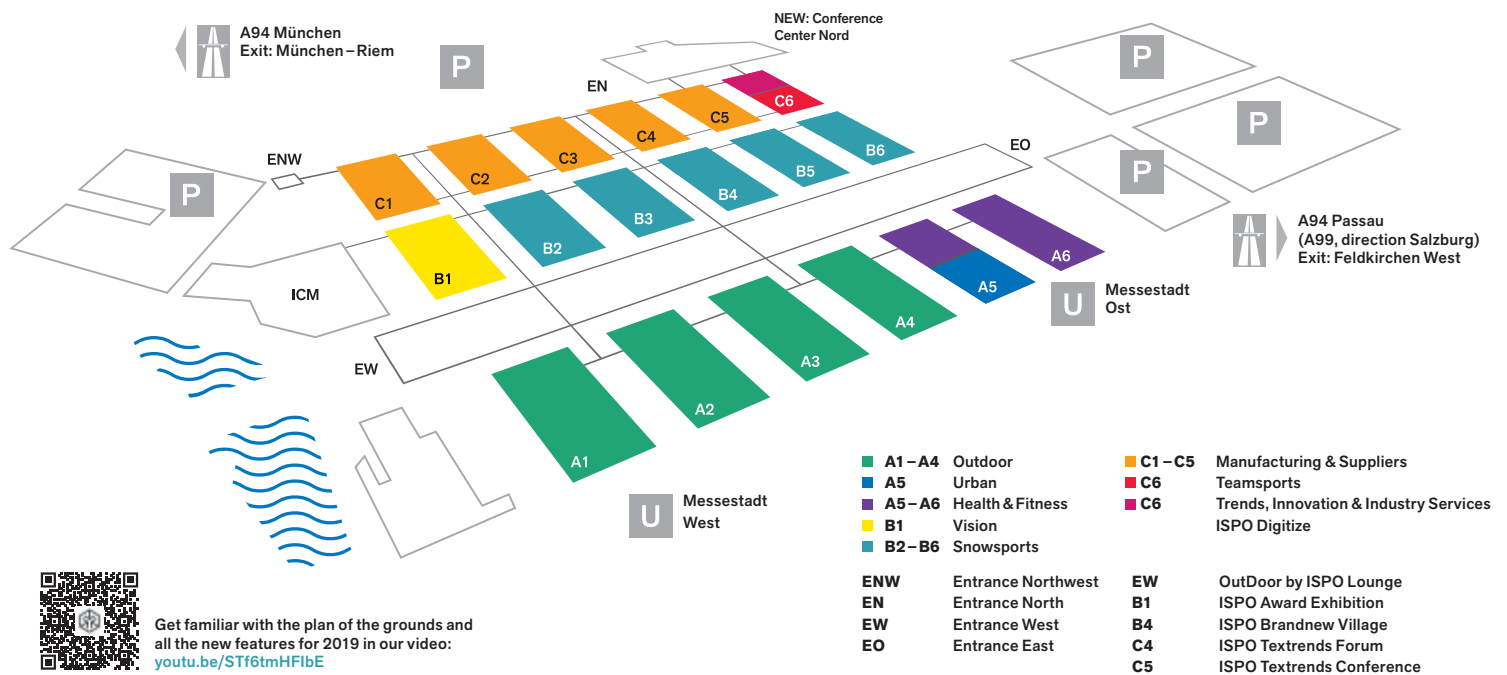 A94 München
Exit: München–Riem
P
NEW: Conference
Center Nord
EN
C6
C5
C4
C3
C2
C1
ENW
P
P
P
P
EO
B6
B5
B4
B3
B2
B1
ICM
EW
A6
A5
A4
A3
A2
A1
A94 Passau
(A99, direction Salzburg)
Exit: Feldkirchen West
U
Messestadt
Ost
U
Messestadt
West
A1–A4 Outdoor
A5 Urban
A5–A6 Health & Fitness
B1 Vision
B2–B6 Snowsports
C1–C5 Manufacturing & Suppliers
C6 Teamsports
C6 Trends, Innovation & Industry Services
ISPO Digitize
ENW Entrance Northwest
EN Entrance North
EW Entrance West
EO Entrance East
EW OutDoor by ISPO Lounge
B1 ISPO Award Exhibition
B4 ISPO Brandnew Village
C4 ISPO Textrends Forum
C5 ISPO Textrends Conference
Get familiar with the plan of the grounds and
all the new features for 2019 in our video:
youtu.be/STf6tmHFIbE